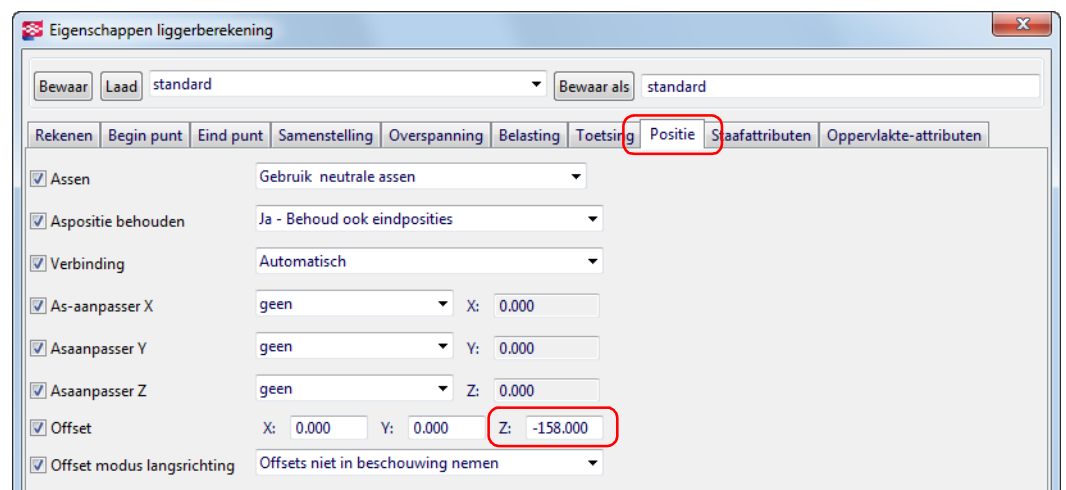 Eigenschappen liggerberekening
Bewaar Laad standard Bewaar als standard
Rekenen Begin punt Eind punt Samenstelling Overspanning Belasting Toetsing Positie Staafattributen Oppervlakte-attributen
Assen Gebruik neutrale assen
Aspositie behouden Ja - Behoud ook eindposities
Verbinding Automatisch
As-aanpasser X geen X: 0.000
Asaanpasser Y geen Y: 0.000
Asaanpasser Z geen Z: 0.000
Offset X: 0.000 Y: 0.000 Z: -158.000
Offset modus langsrichting Offsets niet in beschouwing nemen